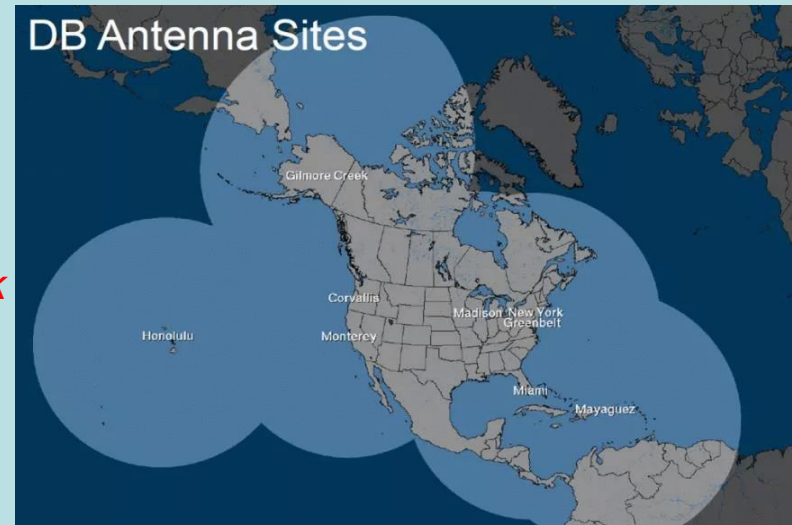 DB Antenna Sites
Gilmore Creek
k
Corvallis
Madison New York
Greenbelt
Honolulu
Monterey
Miami
Mayaguez